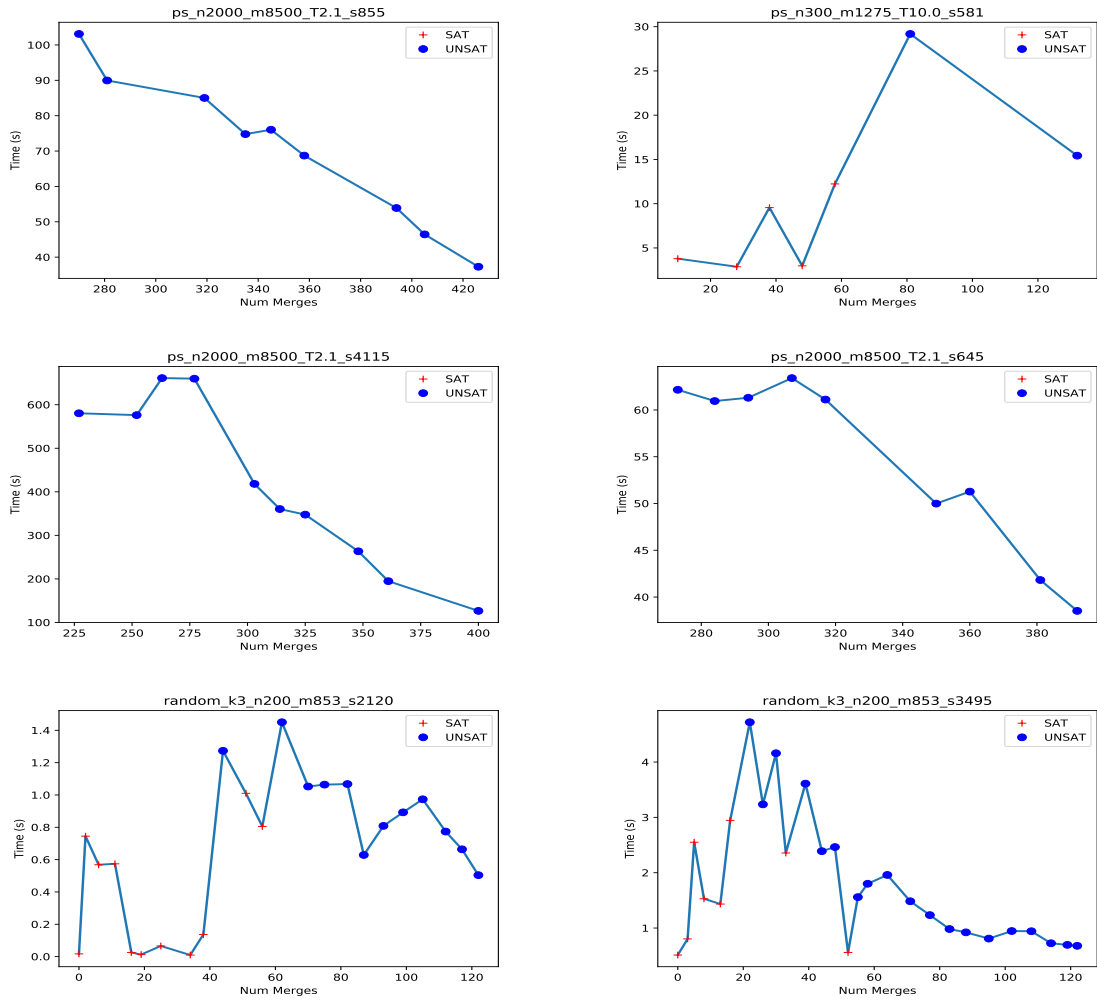 ps_n2000_m8500_T2.1_s855
100
90
80
70
60
50
40
Time (s)
280 300 320 340 360 380 400 420
Num Merges
SAT
UNSAT
ps_n300_m1275_T10.0_s581
30
25
20
15
10
5
Time (s)
20 40 60 80 100 120
Num Merges
SAT
UNSAT
ps_n2000_m8500_T2.1_s4115
600
500
400
300
200
100
Time (s)
225 250 275 300 325 350 375 400
Num Merges
SAT
UNSAT
ps_n2000_m8500_T2.1_s645
60
55
50
45
40
Time (s)
280 300 320 340 360 380
Num Merges
SAT
UNSAT
random_k3_n200_m853_s2120
1.4
1.2
1.0
0.8
0.6
0.4
0.2
0.0
Time (s)
0 20 40 60 80 100 120
Num Merges
SAT
UNSAT
random_k3_n200_m853_s3495
4
3
2
1
Time (s)
0 20 40 60 80 100 120
Num Merges
SAT
UNSAT